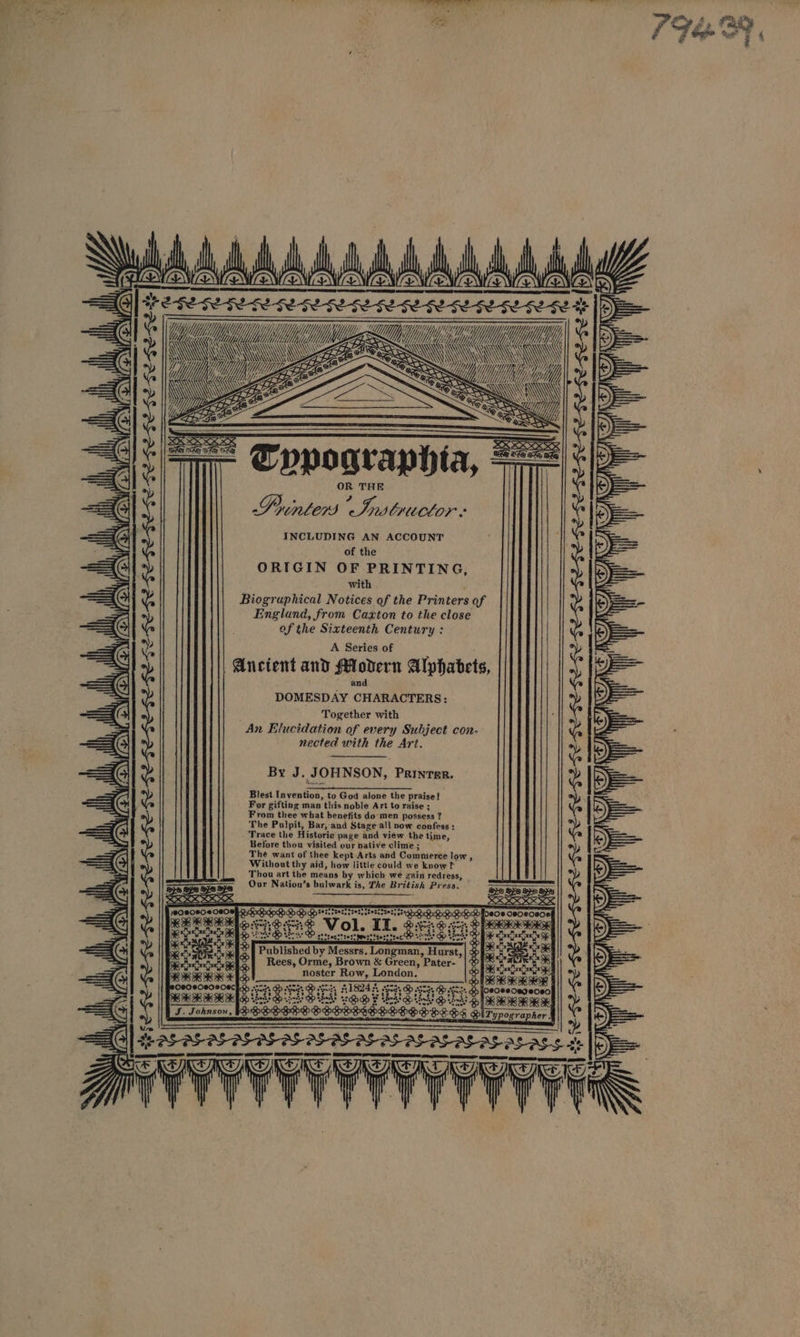 79439.
Typographia,
OR THE
Printers' Instructor:
INCLUDING AN ACCOUNT
of the
ORIGIN OF PRINTING,
with
Biographical Notices of the Printers of
England, from Caxton to the close
of the Sixteenth Century:
A Series of
Ancient and Modern Alphabets,
and
DOMESDAY CHARACTERS:
Together with
An Elucidation of every Subject con-
nected with the Art.
By J. JOHNSON, PRINTER.
Blest Invention, to God alone the praise!
For gifting man this noble Art to raise;
From thee what benefits do men possess?
The Pulpit, Bar, and Stage all now confess:
Trace the Historic page and view the time,
Before thou visited our native clime;
The want of thee kept Arts and Commerce low,
Without thy aid, how little could we know?
Thou art the means by which we gain redress,
Our Nation's bulwark is, The British Press.
Vol. II.
Published by Messrs. Longman, Hurst,
Rees, Orme, Brown & Green, Pater-
noster Row, London.
1824
J. Johnson, Typographer.